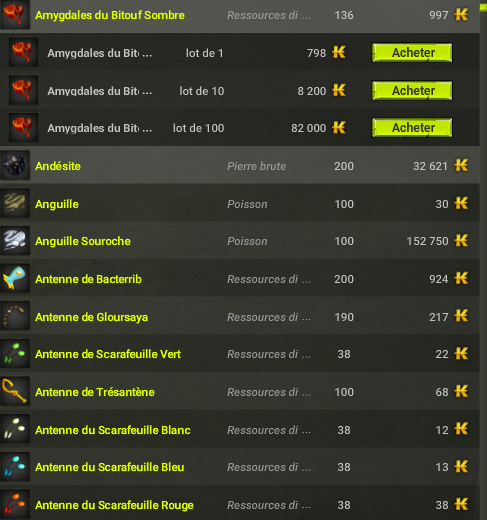 Amygdales du Bitouf Sombre Ressources di ... 136 997
Amygdales du Bit ... lot de 1 798 Acheter
Amygdales du Bit ... lot de 10 8 200 Acheter
Amygdales du Bit ... lot de 100 82 000 Acheter
Andésite Pierre brute 200 32 621
Anguille Poisson 100 30
Anguille Souroche Poisson 100 152 750
Antenne de Bacterrib Ressources di ... 200 924
Antenne de Gloursaya Ressources di ... 190 217
Antenne de Scarafeuille Vert Ressources di ... 38 22
Antenne de Trésantène Ressources di ... 100 68
Antenne du Scarafeuille Blanc Ressources di ... 38 12
Antenne du Scarafeuille Bleu Ressources di ... 38 13
Antenne du Scarafeuille Rouge Ressources di ... 38 38